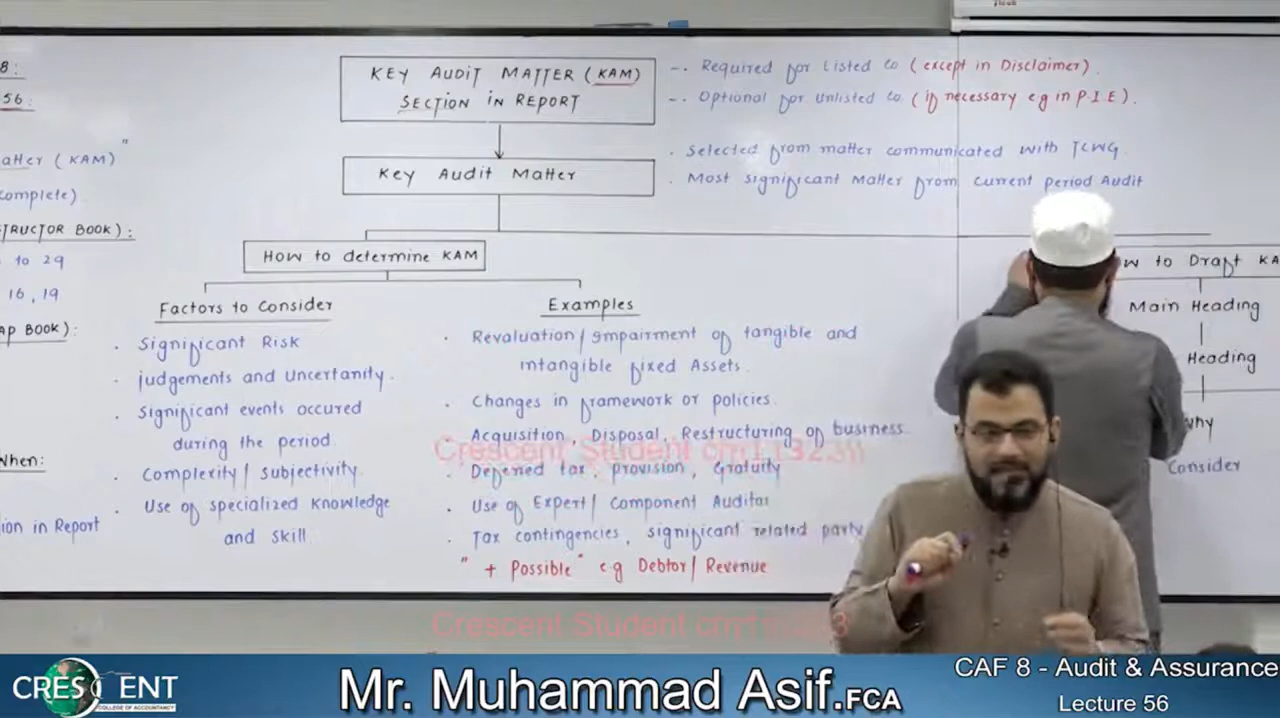 8:
56:
KEY AUDIT MATTER (KAM)
SECTION IN REPORT
-. Required for Listed Co (except in Disclaimer).
-. Optional for Unlisted Co (if necessary e.g in P.I.E).
atter (KAM)"
complete)
TRUCTOR BOOK):
to 29
16, 19
AP BOOK):
When:
ion in Report
Key Audit Matter
. Selected from matter communicated with TCWG.
. Most significant Matter from current period Audit
How to determine KAM
Factors to Consider
. Significant Risk
. judgements and Uncertanity.
. Significant events occured
during the period
. Complexity/ subjectivity.
. Use of specialized Knowledge
and Skill
Examples
. Revaluation/ Impairment of tangible and
intangible fixed Assets.
. Changes in framework or policies.
. Acquisition, Disposal, Restructuring of business
. Deferred tax, provision, Gratuity
. Use of Expert/ Component Auditor
. Tax contingencies, significant related party
" + Possible" e.g Debtor/ Revenue
ow to Draft KA
Main Heading
Heading
why
Consider
Crescent Student
Crescent Student
CRESCENT
COLLEGE OF ACCOUNTANCY
Mr. Muhammad Asif.FCA
CAF 8 - Audit & Assurance
Lecture 56